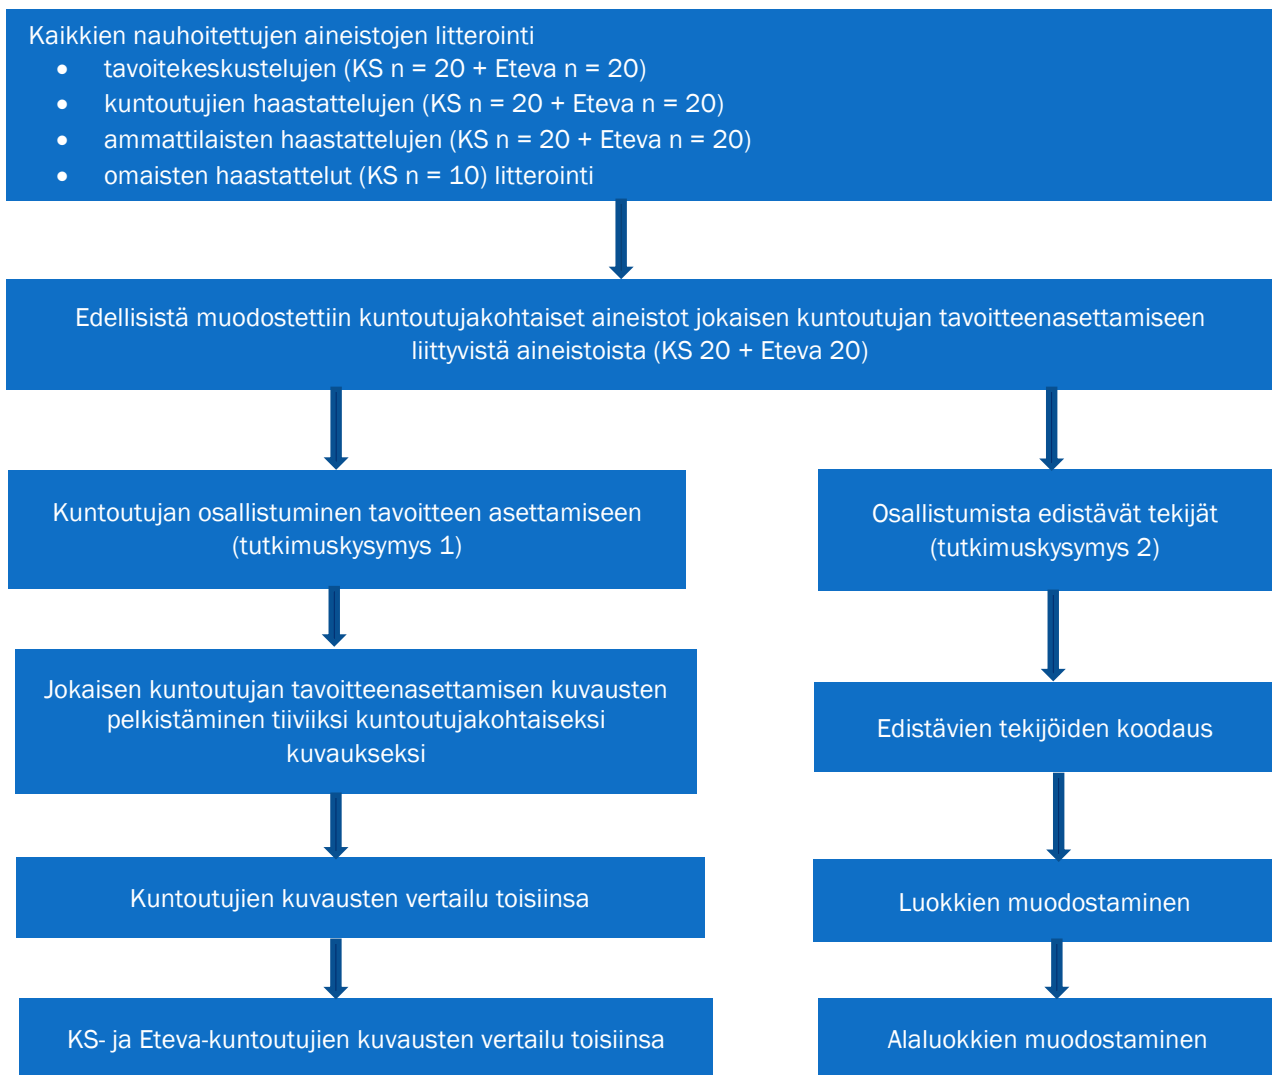 Kaikkien nauhoitettujen aineistojen litterointi
• tavoitekeskustelujen (KS n = 20 + Eteva n = 20)
• kuntoutujien haastattelujen (KS n = 20 + Eteva n = 20)
• ammattilaisten haastattelujen (KS n = 20 + Eteva n = 20)
• omaisten haastattelut (KS n = 10) litterointi
Edellisistä muodostettiin kuntoutujakohtaiset aineistot jokaisen kuntoutujan tavoitteenasettamiseen
liittyvistä aineistoista (KS 20 + Eteva 20)
Kuntoutujan osallistuminen tavoitteen asettamiseen
(tutkimuskysymys 1)
Jokaisen kuntoutujan tavoitteenasettamisen kuvausten
pelkistäminen tiiviiksi kuntoutujakohtaiseksi
kuvaukseksi
Kuntoutujien kuvausten vertailu toisiinsa
KS- ja Eteva-kuntoutujien kuvausten vertailu toisiinsa
Osallistumista edistävät tekijät
(tutkimuskysymys 2)
Edistävien tekijöiden koodaus
Luokkien muodostaminen
Alaluokkien muodostaminen